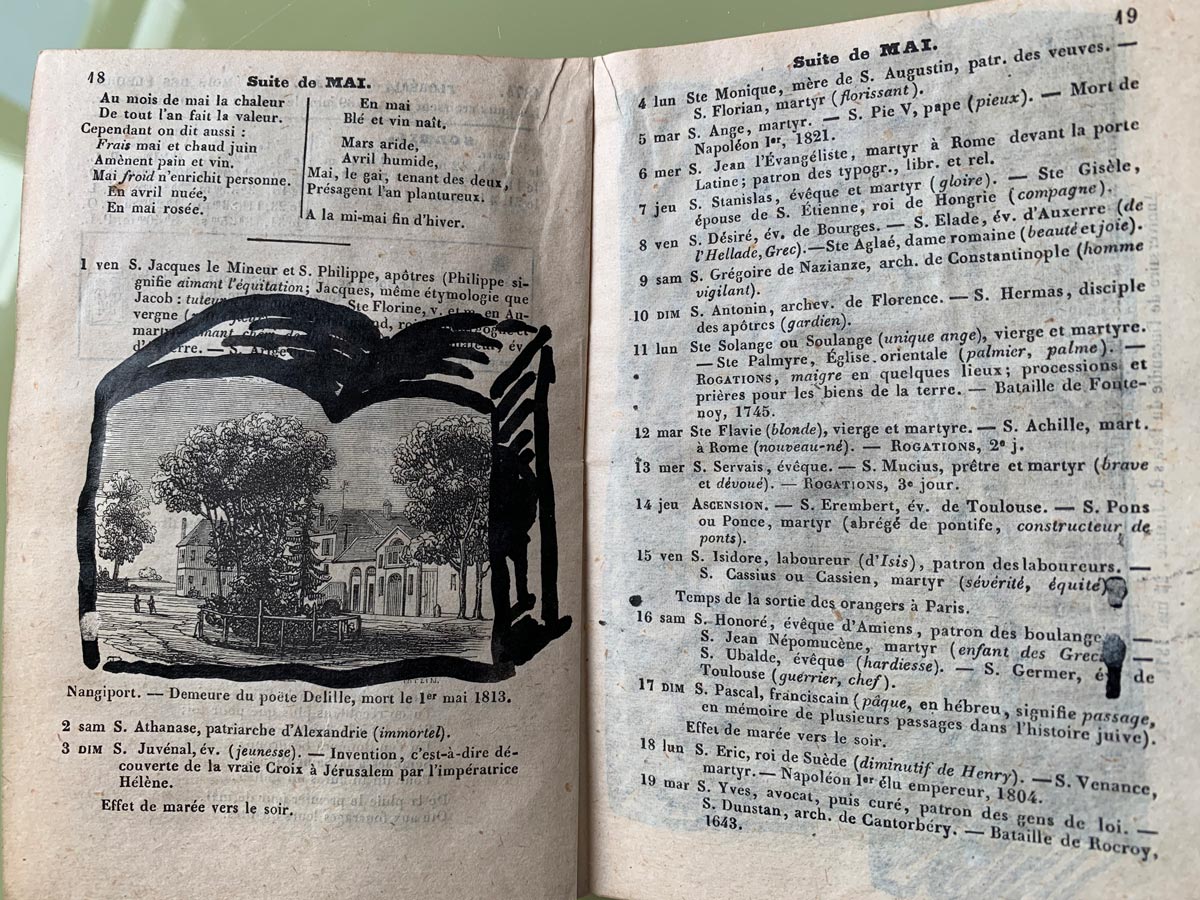 18
Suite de MAI.
Au mois de mai la chaleur
De tout l'an fait la valeur.
Cependant on dit aussi :
Frais mai et chaud juin
Amènent pain et vin.
Mai froid n'enrichit personne.
En avril nuée,
En mai rosée.
En mai
Blé et vin naît.
Mars aride,
Avril humide,
Mai, le gai, tenant des deux,
Présagent l'an plantureux.
A la mi-mai fin d'hiver.
1 ven S. Jacques le Mineur et S. Philippe, apôtres (Philippe si-
gnifie aimant l'équitation; Jacques, même étymologie que
Jacob : tuteur Ste Florine, v. et m. en Au-
vergne
mart
d' erre. — S. év.
Nangiport. — Demeure du poëte Delille, mort le 1er mai 1813.
2 sam S. Athanase, patriarche d'Alexandrie (immortel).
3 DIM S. Juvénal, év. (jeunesse). — Invention, c'est-à-dire dé-
couverte de la vraie Croix à Jérusalem par l'impératrice
Hélène.
Effet de marée vers le soir.
19
Suite de MAI.
4 lun Ste Monique, mère de S. Augustin, patr. des veuves. —
S. Florian, martyr (florissant).
5 mar S. Ange, martyr. — S. Pie V, pape (pieux). — Mort de
Napoléon Ier, 1821.
6 mer S. Jean l'Évangéliste, martyr à Rome devant la porte
Latine; patron des typogr., libr. et rel.
7 jeu S. Stanislas, évêque et martyr (gloire). — Ste Gisèle,
épouse de S. Étienne, roi de Hongrie (compagne).
8 ven S. Désiré, év. de Bourges. — S. Elade, év. d'Auxerre (de
l'Hellade, Grec).—Ste Aglaé, dame romaine (beauté et joie).
9 sam S. Grégoire de Nazianze, arch. de Constantinople (homme
vigilant).
10 DIM S. Antonin, archev. de Florence. — S. Hermas, disciple
des apôtres (gardien).
11 lun Ste Solange ou Soulange (unique ange), vierge et martyre.
— Ste Palmyre, Église orientale (palmier, palme). —
ROGATIONS, maigre en quelques lieux; processions et
prières pour les biens de la terre. — Bataille de Fonte-
noy, 1745.
12 mar Ste Flavie (blonde), vierge et martyre. — S. Achille, mart.
à Rome (nouveau-né). — ROGATIONS, 2e j.
13 mer S. Servais, évêque. — S. Mucius, prêtre et martyr (brave
et dévoué). — ROGATIONS, 3e jour.
14 jeu ASCENSION. — S. Erembert, év. de Toulouse. — S. Pons
ou Ponce, martyr (abrégé de pontife, constructeur de
ponts).
15 ven S. Isidore, laboureur (d'Isis), patron des laboureurs. —
S. Cassius ou Cassien, martyr (sévérité, équité)
Temps de la sortie des orangers à Paris.
16 sam S. Honoré, évêque d'Amiens, patron des boulange —
S. Jean Népomucène, martyr (enfant des Grec —
S. Ubalde, évêque (hardiesse). — S. Germer, év de
Toulouse (guerrier, chef).
17 DIM S. Pascal, franciscain (pâque, en hébreu, signifie passage,
en mémoire de plusieurs passages dans l'histoire juive).
Effet de marée vers le soir.
18 lun S. Eric, roi de Suède (diminutif de Henry). —S. Venance,
martyr.— Napoléon Ier élu empereur, 1804.
19 mar S. Yves, avocat, puis curé, patron des gens de loi. —
S. Dunstan, arch. de Cantorbéry. — Bataille de Rocroy,
1643.